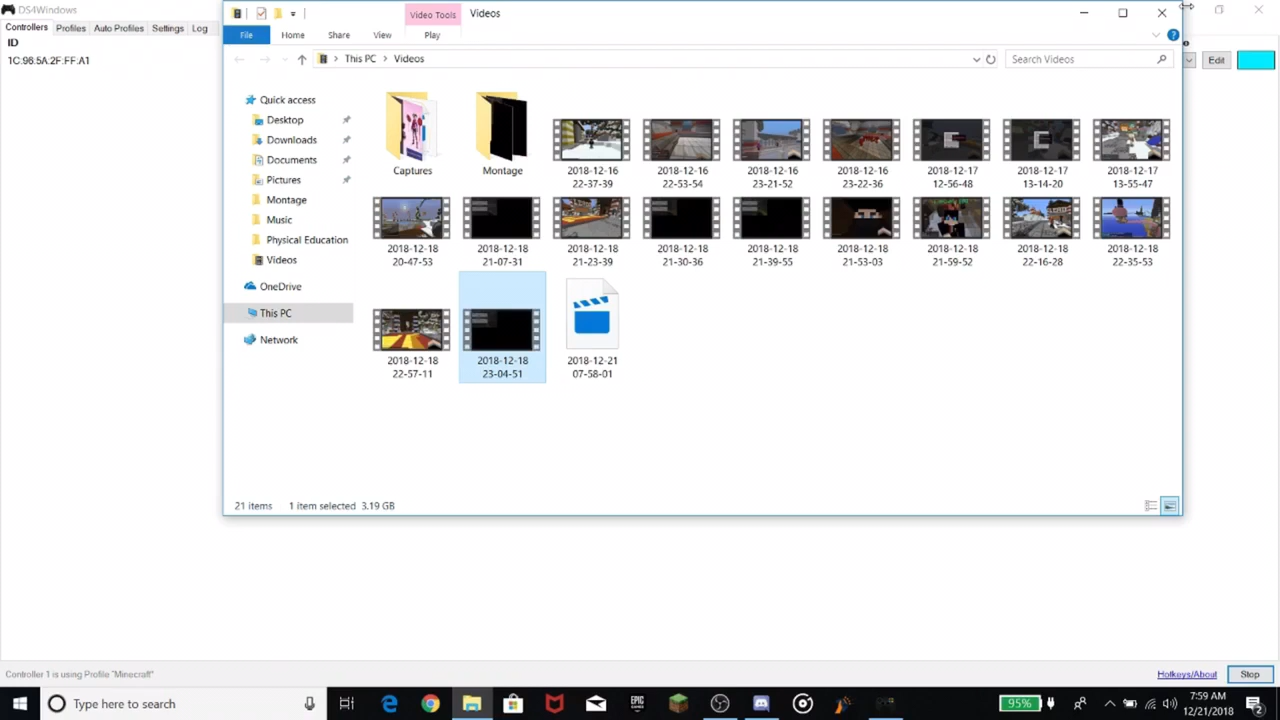 DS4Windows
Video Tools
Videos
Controllers
Profiles
Auto Profiles
Settings
Log
File
Home
Share
View
Play
ID
1C:96:5A:2F:FF:A1
This PC
Videos
Search Videos
Edit
Quick access
Desktop
Downloads
Documents
Pictures
Montage
Music
Physical Education
Videos
OneDrive
This PC
Network
Captures
Montage
2018-12-16
22-37-39
2018-12-16
22-53-54
2018-12-16
23-21-52
2018-12-16
23-22-36
2018-12-17
12-56-48
2018-12-17
13-14-20
2018-12-17
13-55-47
2018-12-18
20-47-53
2018-12-18
21-07-31
2018-12-18
21-23-39
2018-12-18
21-30-36
2018-12-18
21-39-55
2018-12-18
21-53-03
2018-12-18
21-59-52
2018-12-18
22-16-28
2018-12-18
22-35-53
2018-12-18
22-57-11
2018-12-18
23-04-51
2018-12-21
07-58-01
21 items
1 item selected 3.19 GB
Controller 1 is using Profile "Minecraft"
Hotkeys/About
Stop
Type here to search
95%
7:59 AM
12/21/2018
2